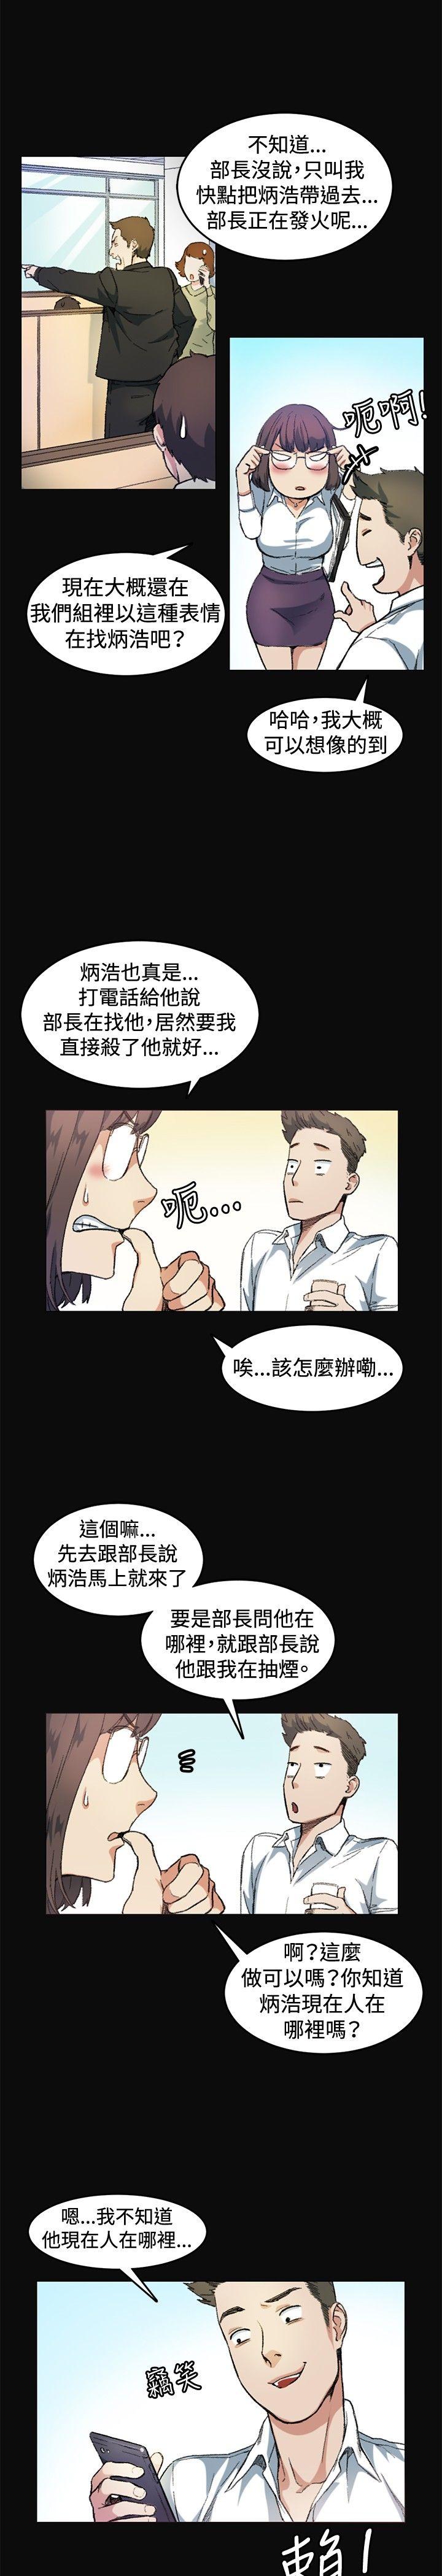 不知道...
部長沒說，只叫我
快點把炳浩帶過去...
部長正在發火呢...
呃啊!
現在大概還在
我們組裡以這種表情
在找炳浩吧？
哈哈，我大概
可以想像的到
炳浩也真是...
打電話給他說
部長在找他，居然要我
直接殺了他就好...
呃...
唉...該怎麼辦嘞...
這個嘛...
先去跟部長說
炳浩馬上就來了
要是部長問他在
哪裡，就跟部長說
他跟我在抽煙。
啊？這麼
做可以嗎？你知道
炳浩現在人在
哪裡嗎？
嗯...我不知道
他現在人在哪裡...
竊笑
賴!